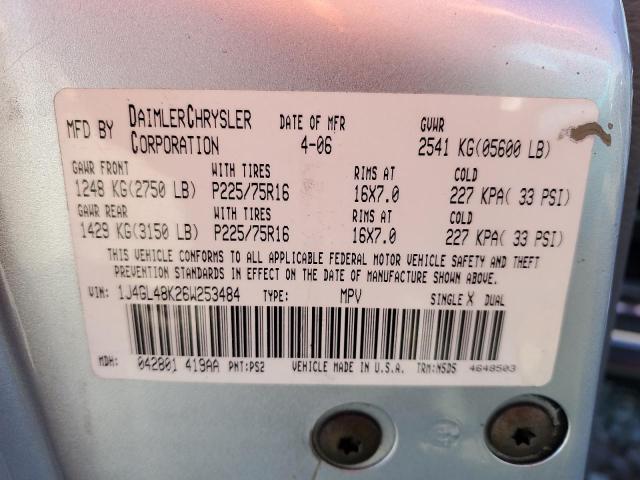 MFD BY DAIMLERCHRYSLER CORPORATION DATE OF MFR 4-06 GVWR 2541 KG(05600 LB)
GAWR FRONT WITH TIRES RIMS AT COLD
1248 KG(2750 LB) P225/75R16 16X7.0 227 KPA( 33 PSI)
GAWR REAR WITH TIRES RIMS AT COLD
1429 KG(3150 LB) P225/75R16 16X7.0 227 KPA( 33 PSI)
THIS VEHICLE CONFORMS TO ALL APPLICABLE FEDERAL MOTOR VEHICLE SAFETY AND THEFT
PREVENTION STANDARDS IN EFFECT ON THE DATE OF MANUFACTURE SHOWN ABOVE.
VIN: 1J4GL48K26W253484 TYPE: MPV SINGLE X DUAL
MDH: 042801 419AA PNT:PS2 VEHICLE MADE IN U.S.A. TRM:N5D5 4648503